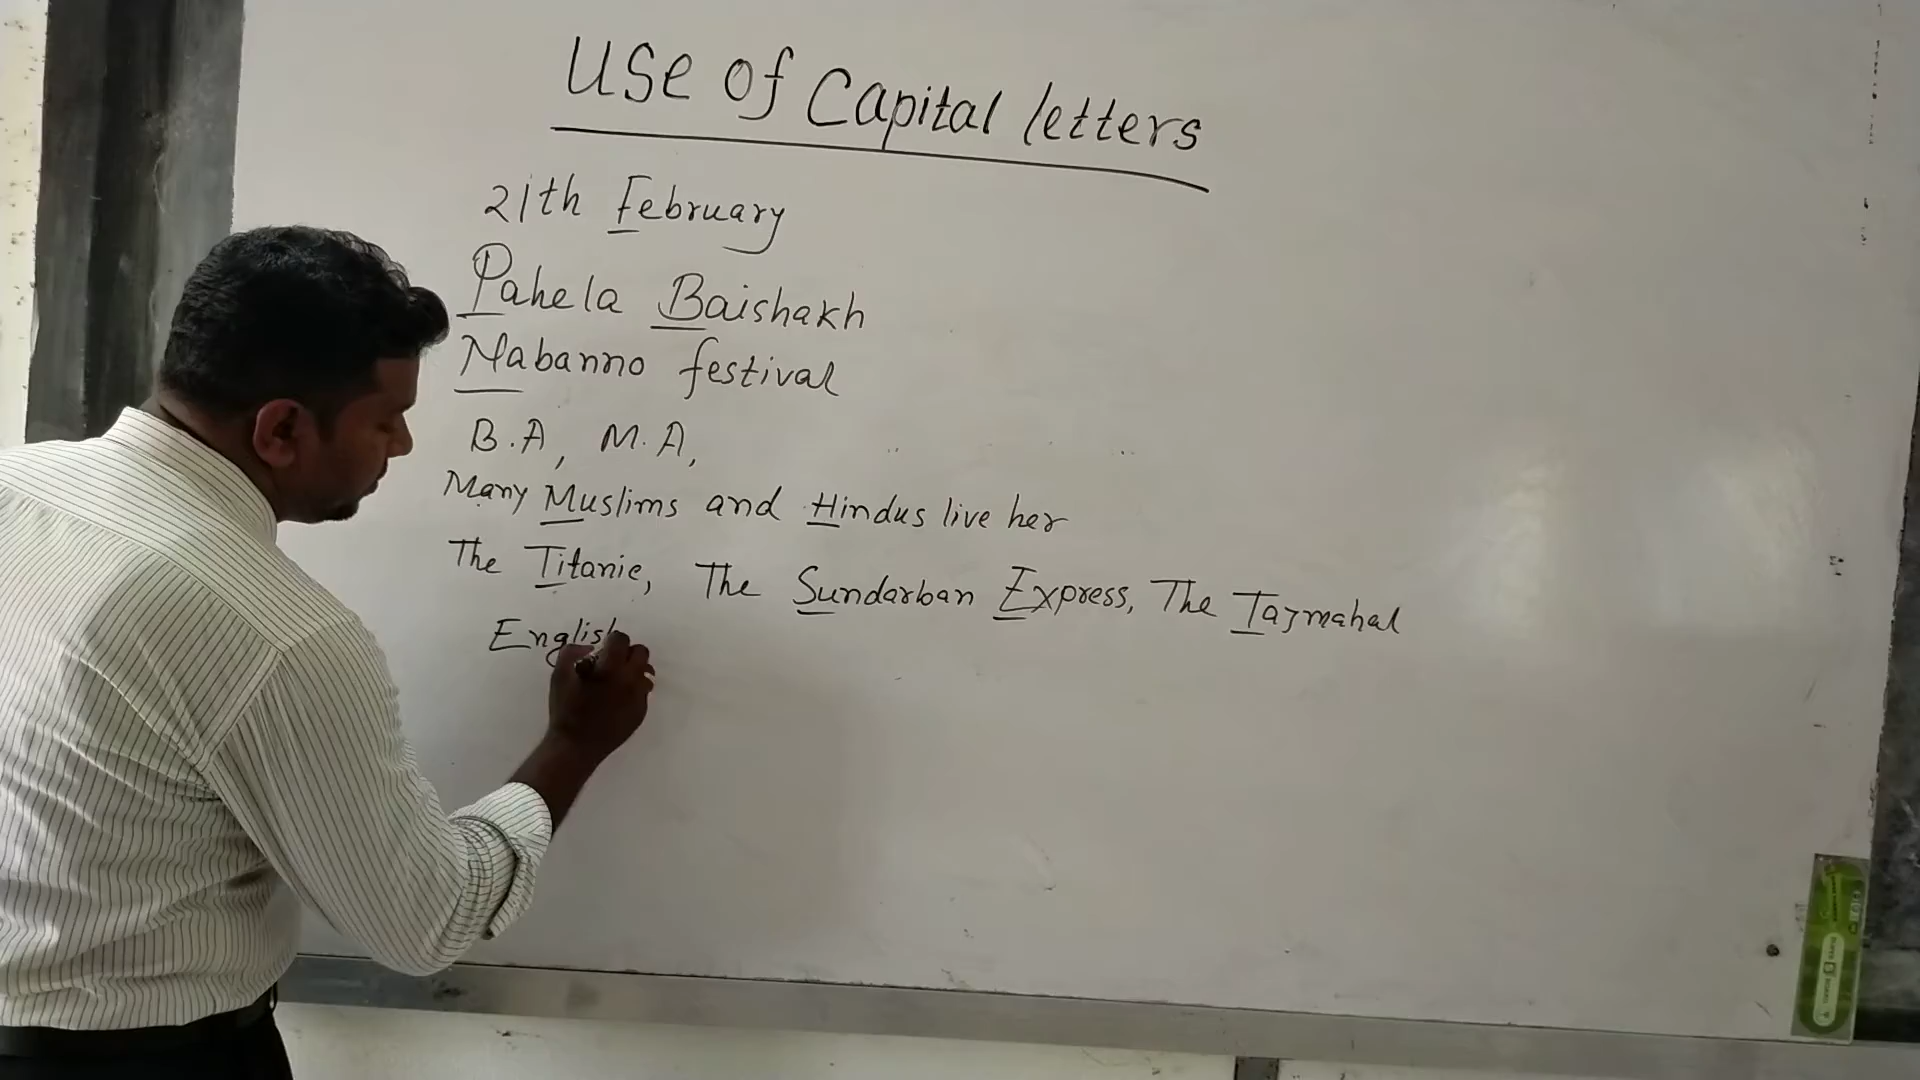 Use of Capital letters
21th February
Pahela Baishakh
Nabanno festival
B.A, M.A,
Many Muslims and Hindus live her
The Titanic, The Sundarban Express, The Tajmahal
English